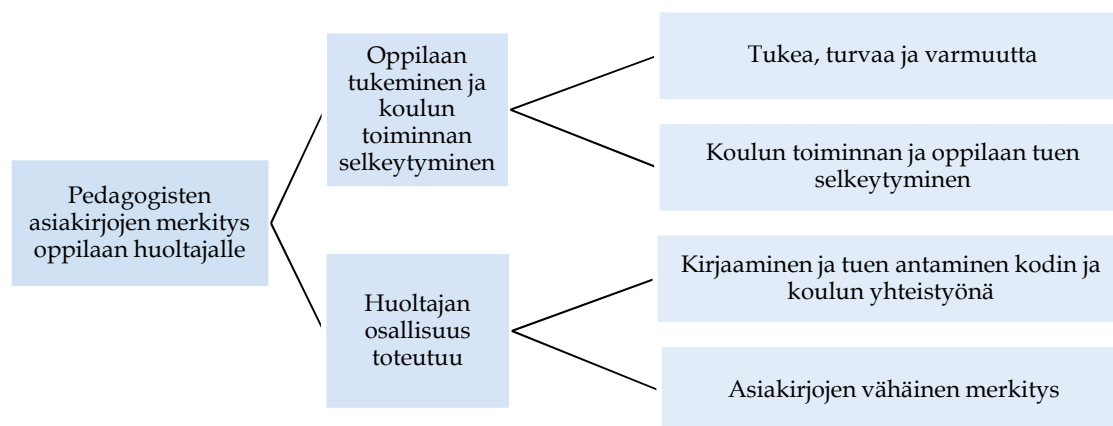 Pedagogisten
asiakirjojen merkitys
oppilaan huoltajalle
Oppilaan
tukeminen ja
koulun
toiminnan
selkeytyminen
Tukea, turvaa ja varmuutta
Koulun toiminnan ja oppilaan tuen
selkeytyminen
Huoltajan
osallisuus
toteutuu
Kirjaaminen ja tuen antaminen kodin ja
koulun yhteistyönä
Asiakirjojen vähäinen merkitys